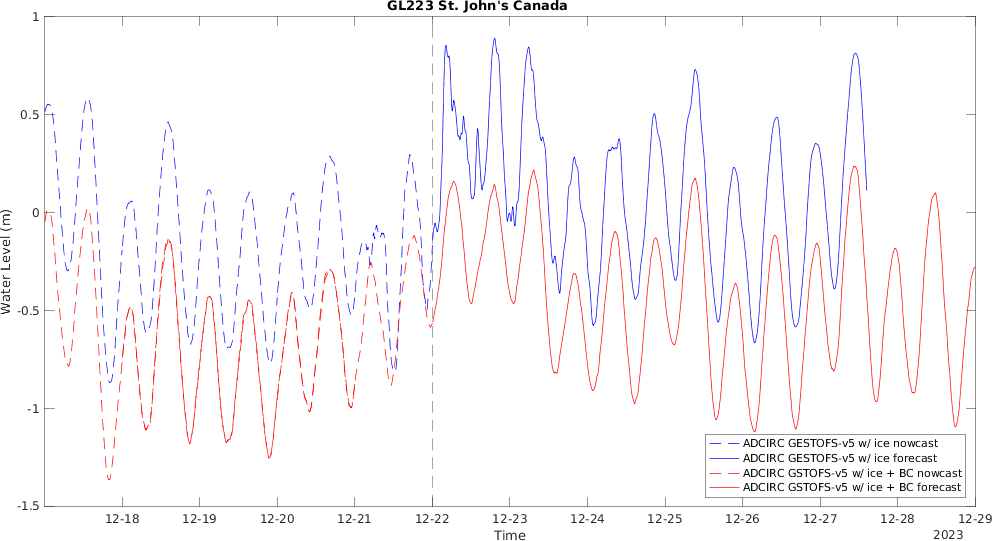 GL223 St. John's Canada
1
0.5
0
-0.5
-1
-1.5
Water Level (m)
12-18
12-19
12-20
12-21
12-22
12-23
12-24
12-25
12-26
12-27
12-28
12-29
Time
2023
ADCIRC GESTOFS-v5 w/ ice nowcast
ADCIRC GESTOFS-v5 w/ ice forecast
ADCIRC GSTOFS-v5 w/ ice + BC nowcast
ADCIRC GSTOFS-v5 w/ ice + BC forecast